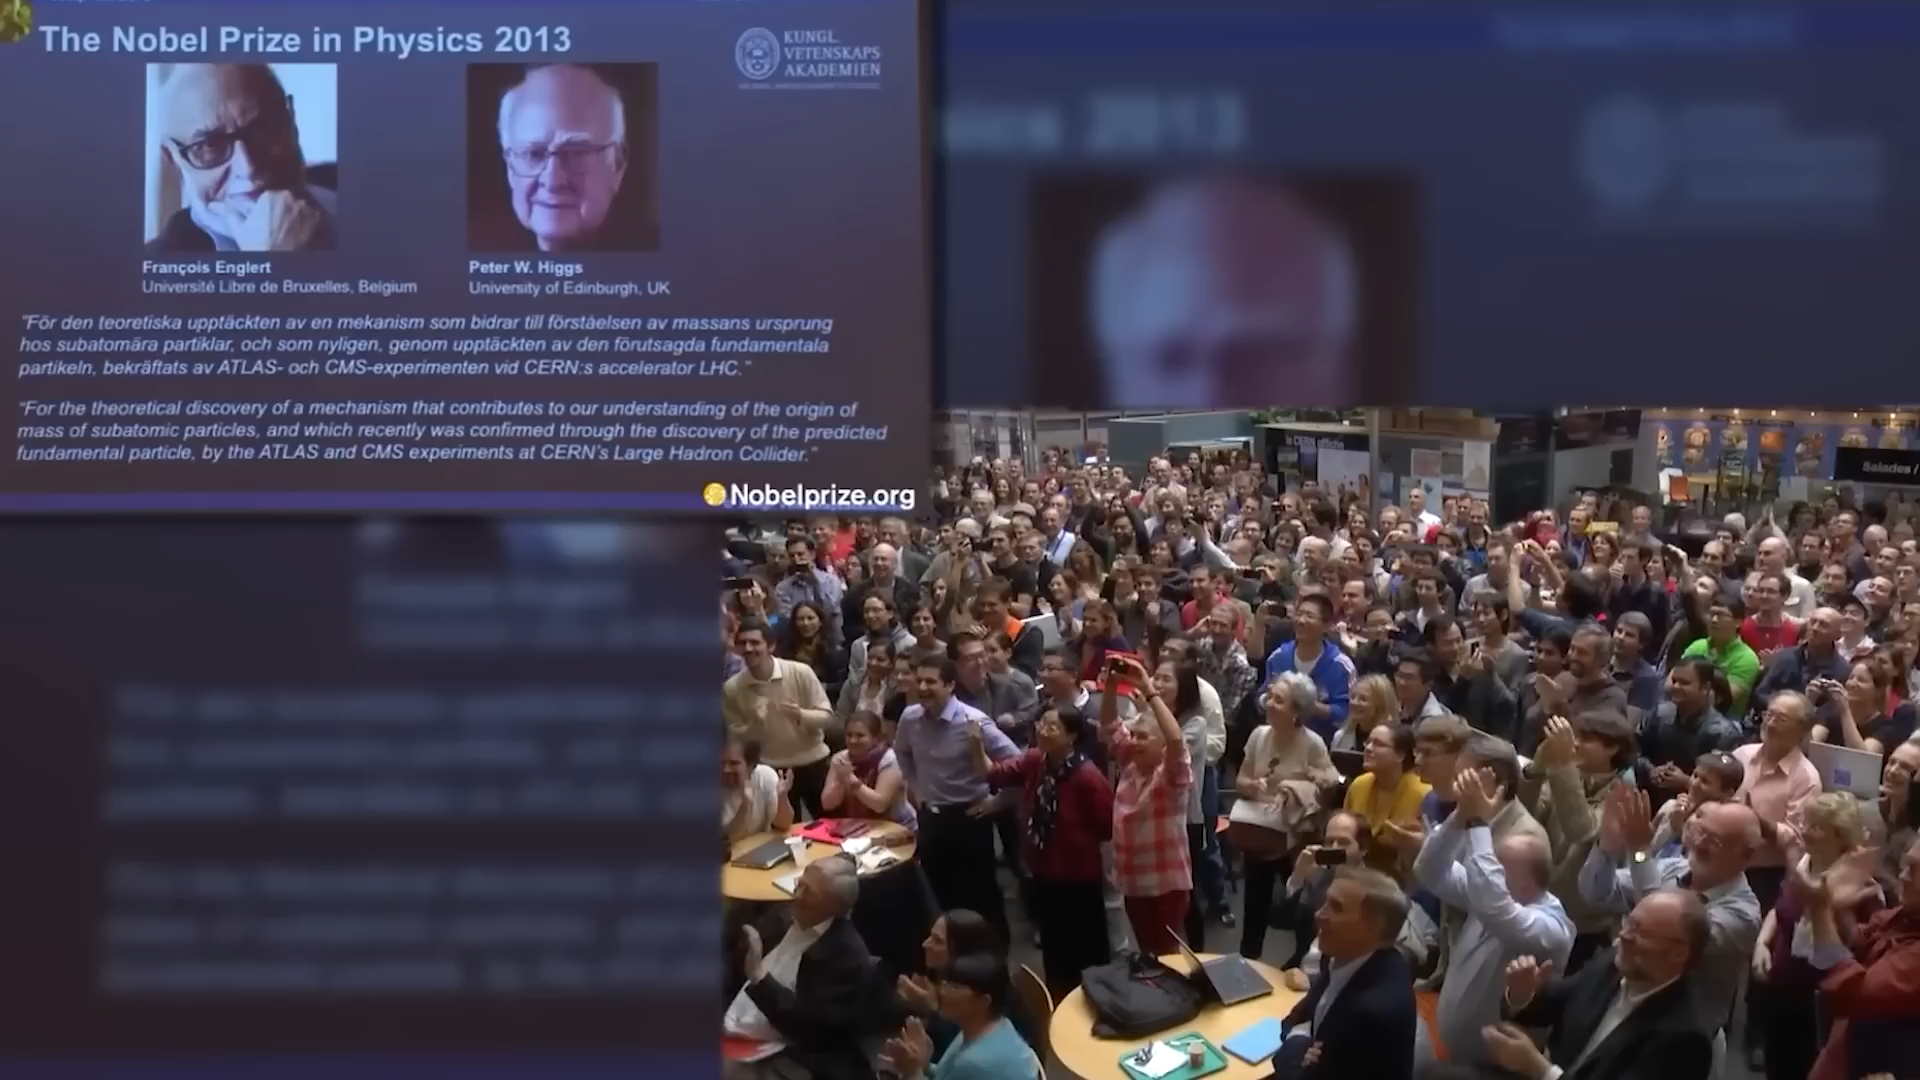 The Nobel Prize in Physics 2013
KUNGL.
VETENSKAPS
AKADEMIEN
François Englert
Université Libre de Bruxelles, Belgium
Peter W. Higgs
University of Edinburgh, UK
"För den teoretiska upptäckten av en mekanism som bidrar till förståelsen av massans ursprung
hos subatomära partiklar, och som nyligen, genom upptäckten av den förutsagda fundamentala
partikeln, bekräftats av ATLAS- och CMS-experimenten vid CERN:s accelerator LHC."
"For the theoretical discovery of a mechanism that contributes to our understanding of the origin of
mass of subatomic particles, and which recently was confirmed through the discovery of the predicted
fundamental particle, by the ATLAS and CMS experiments at CERN's Large Hadron Collider."
Nobelprize.org
le CERN affiche
Salades /